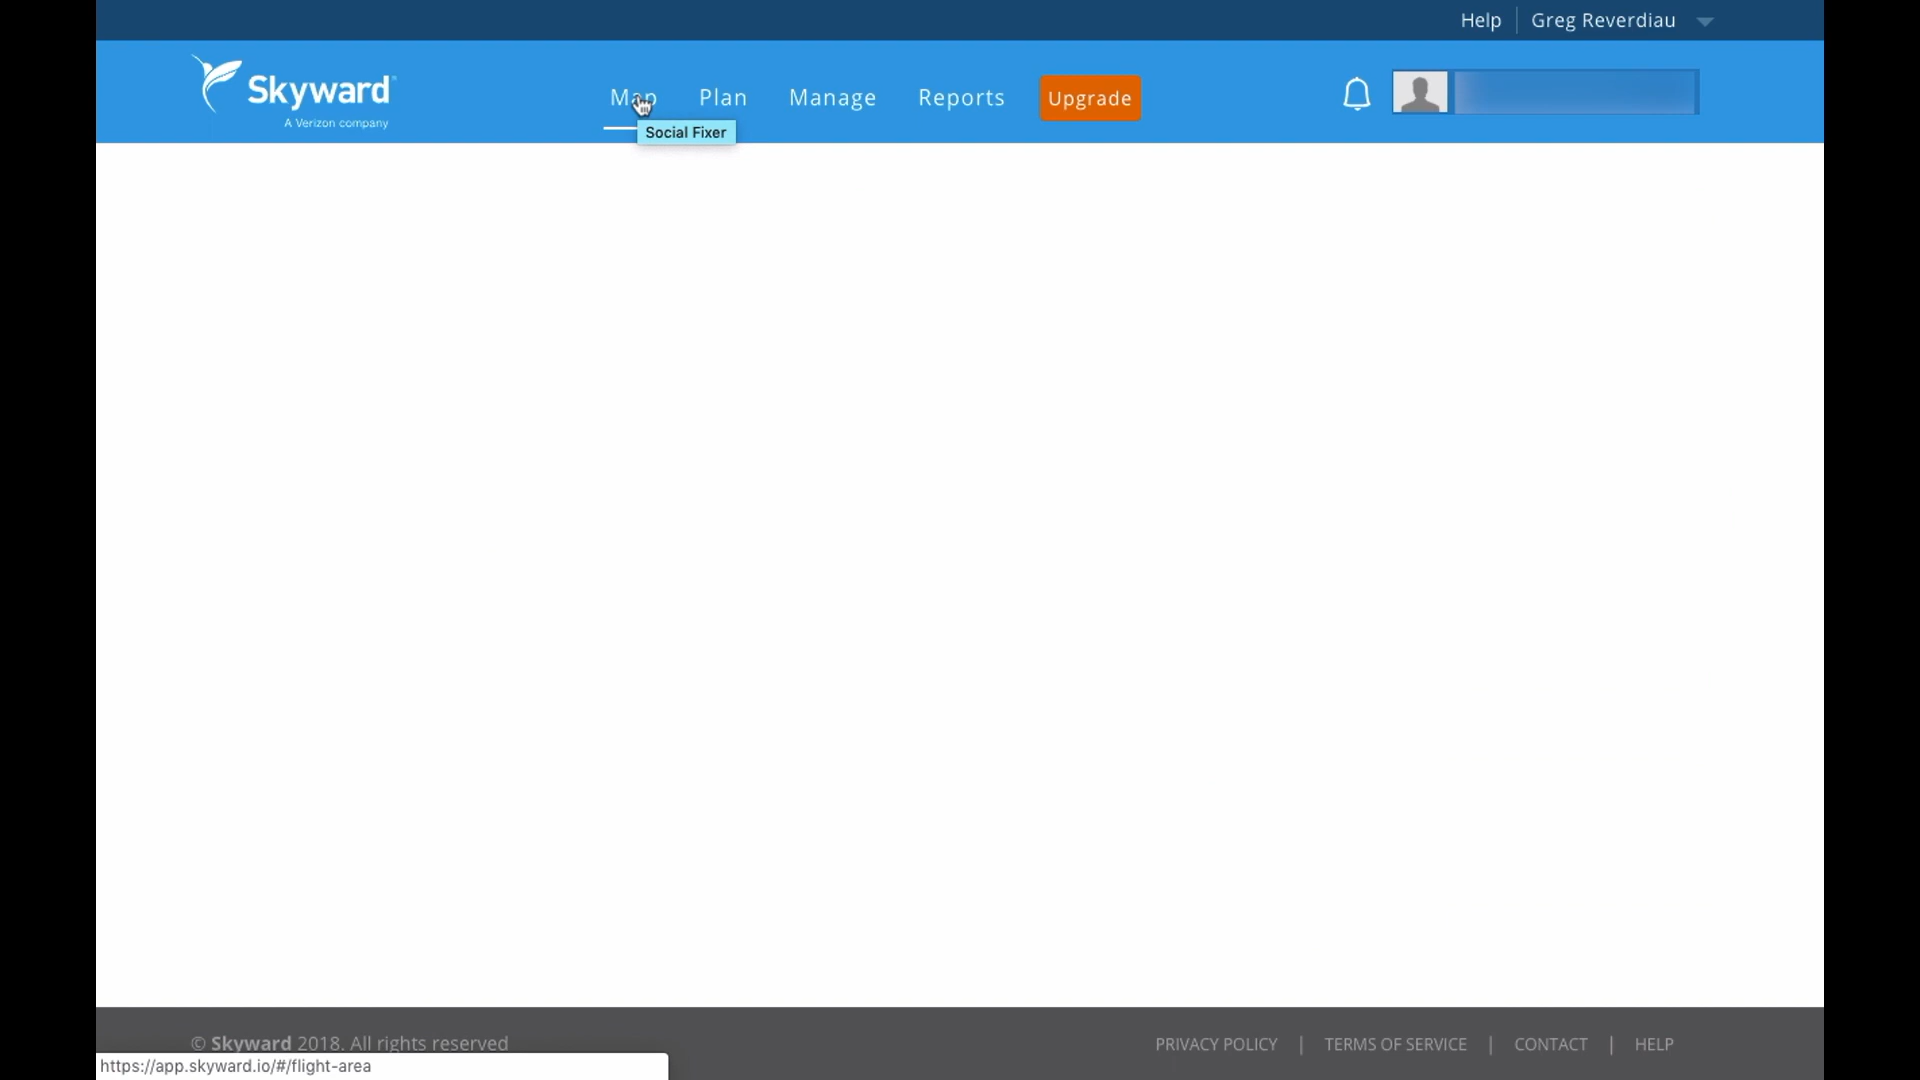 Help Greg Reverdiau
Skyward
A Verizon company
Map Plan Manage Reports Upgrade
Social Fixer
© Skyward 2018. All rights reserved
PRIVACY POLICY | TERMS OF SERVICE | CONTACT | HELP
https://app.skyward.io/#/flight-area